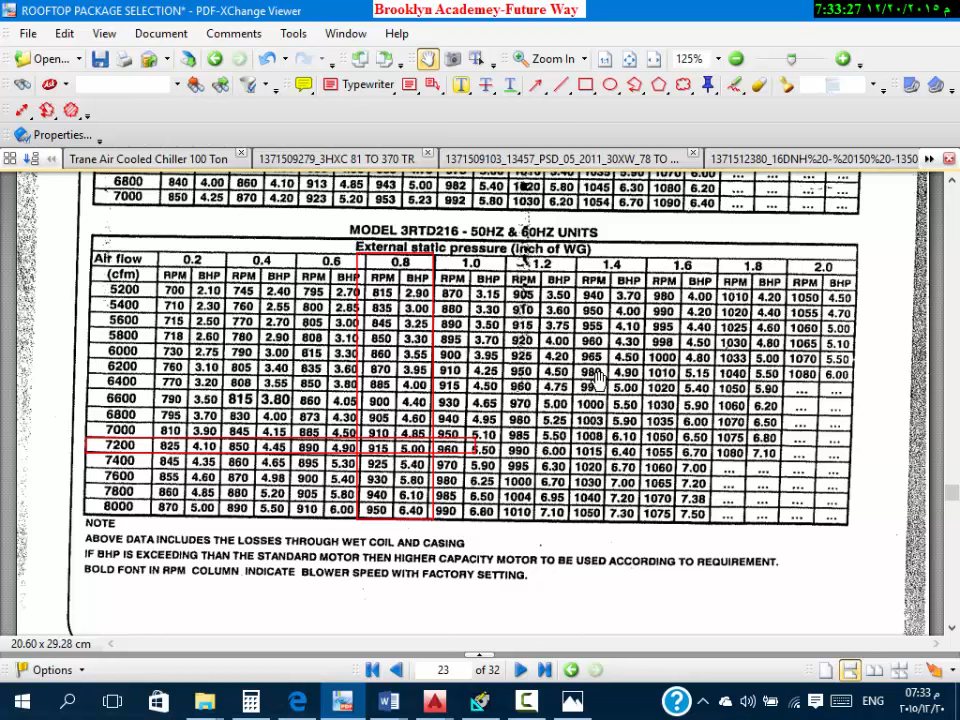 ROOFTOP PACKAGE SELECTION* - PDF-XChange Viewer
Brooklyn Academey-Future Way
7:33:27 ١٢/٢٠/٢٠١٥ م
File Edit View Document Comments Tools Window Help
Open... Zoom In 125%
Typewriter
Properties...
Trane Air Cooled Chiller 100 Ton 1371509279_3HXC 81 TO 370 TR 1371509103_13457_PSD_05_2011_30XW_78 TO ... 1371512380_16DNH%20-%20150%20-1350
6800 840 4.00 860 4.10 913 4.85 943 5.00 982 5.40 1020 5.80 1045 6.30 1080 6.20 ... ... ... ...
7000 850 4.25 870 4.20 923 5.20 953 5.23 992 5.80 1030 6.20 1054 6.70 1090 6.40 ... ... ... ...
MODEL 3RTD216 - 50HZ & 60HZ UNITS
External static pressure (inch of WG)
Air flow 0.2 0.4 0.6 0.8 1.0 1.2 1.4 1.6 1.8 2.0
(cfm) RPM BHP RPM BHP RPM BHP RPM BHP RPM BHP RPM BHP RPM BHP RPM BHP RPM BHP RPM BHP
5200 700 2.10 745 2.40 795 2.70 815 2.90 870 3.15 905 3.50 940 3.70 980 4.00 1010 4.20 1050 4.50
5400 710 2.30 760 2.55 800 2.85 835 3.00 880 3.30 910 3.60 950 4.00 990 4.20 1020 4.40 1055 4.70
5600 715 2.50 770 2.70 805 3.00 845 3.25 890 3.50 915 3.75 955 4.10 995 4.40 1025 4.60 1060 5.00
5800 718 2.60 780 2.90 808 3.10 850 3.30 895 3.70 920 4.00 960 4.30 998 4.50 1030 4.80 1065 5.10
6000 730 2.75 790 3.00 815 3.30 860 3.55 900 3.95 925 4.20 965 4.50 1000 4.80 1033 5.00 1070 5.50
6200 760 3.10 805 3.40 835 3.60 870 3.95 910 4.25 950 4.50 4.90 1010 5.15 1040 5.50 1080 6.00
6400 770 3.20 808 3.55 850 3.80 885 4.00 915 4.50 960 4.75 5.00 1020 5.40 1050 5.90 ... ...
6600 790 3.50 815 3.80 860 4.05 900 4.40 930 4.65 970 5.00 1000 5.50 1030 5.90 1060 6.20 ... ...
6800 795 3.70 830 4.00 873 4.30 905 4.60 940 4.95 980 5.25 1003 5.90 1035 6.00 1070 6.50 ... ...
7000 810 3.90 845 4.15 885 4.50 910 4.85 950 5.10 985 5.50 1008 6.10 1050 6.50 1075 6.80 ... ...
7200 825 4.10 850 4.45 890 4.90 915 5.00 960 5.50 990 6.00 1015 6.40 1055 6.70 1080 7.10 ... ...
7400 845 4.35 860 4.65 895 5.30 925 5.40 970 5.90 995 6.30 1020 6.70 1060 7.00 ... ... ... ...
7600 855 4.60 870 4.98 900 5.40 930 5.80 980 6.25 1000 6.70 1030 7.00 1065 7.20 ... ... ... ...
7800 860 4.85 880 5.20 905 5.80 940 6.10 985 6.50 1004 6.95 1040 7.20 1070 7.38 ... ... ... ...
8000 870 5.00 890 5.50 910 6.00 950 6.40 990 6.80 1010 7.10 1050 7.30 1075 7.50 ... ... ... ...
NOTE
ABOVE DATA INCLUDES THE LOSSES THROUGH WET COIL AND CASING
IF BHP IS EXCEEDING THAN THE STANDARD MOTOR THEN HIGHER CAPACITY MOTOR TO BE USED ACCORDING TO REQUIREMENT.
BOLD FONT IN RPM COLUMN INDICATE BLOWER SPEED WITH FACTORY SETTING.
20.60 x 29.28 cm
Options 23 of 32
ENG 07:33 م
٢٠١٥/١٢/٢٠